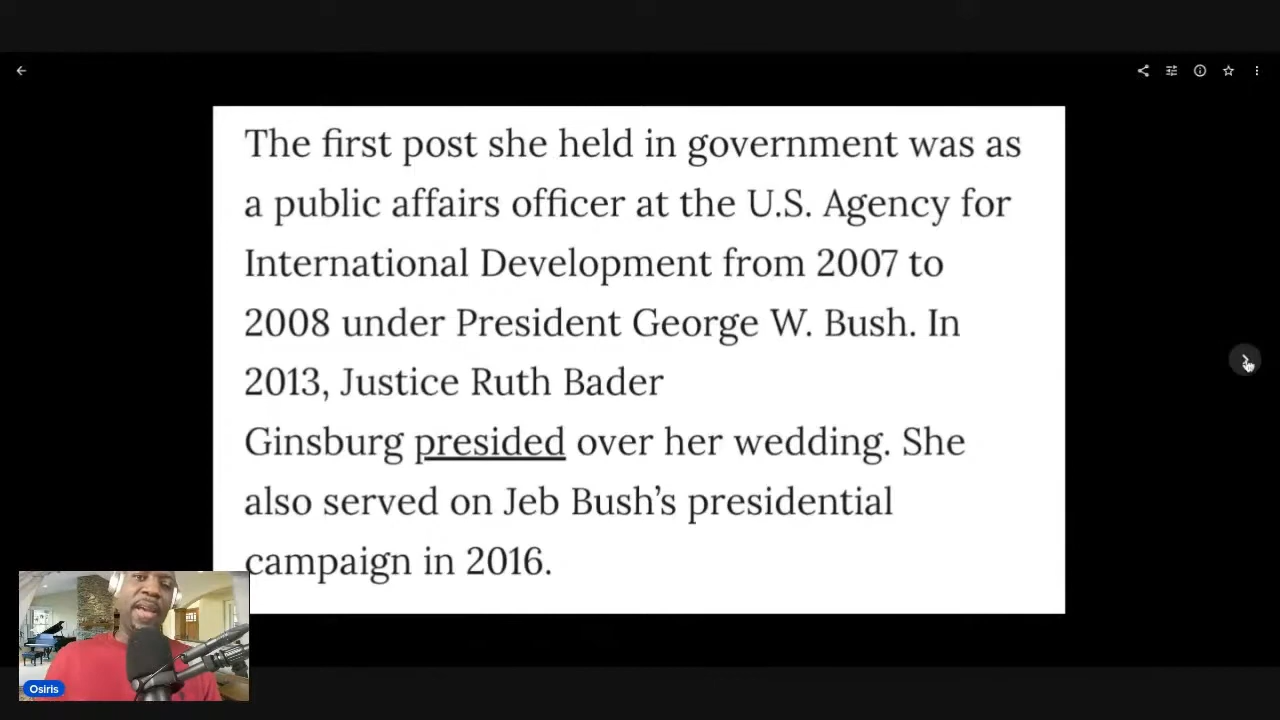 The first post she held in government was as
a public affairs officer at the U.S. Agency for
International Development from 2007 to
2008 under President George W. Bush. In
2013, Justice Ruth Bader
Ginsburg presided over her wedding. She
also served on Jeb Bush’s presidential
campaign in 2016.
Osiris